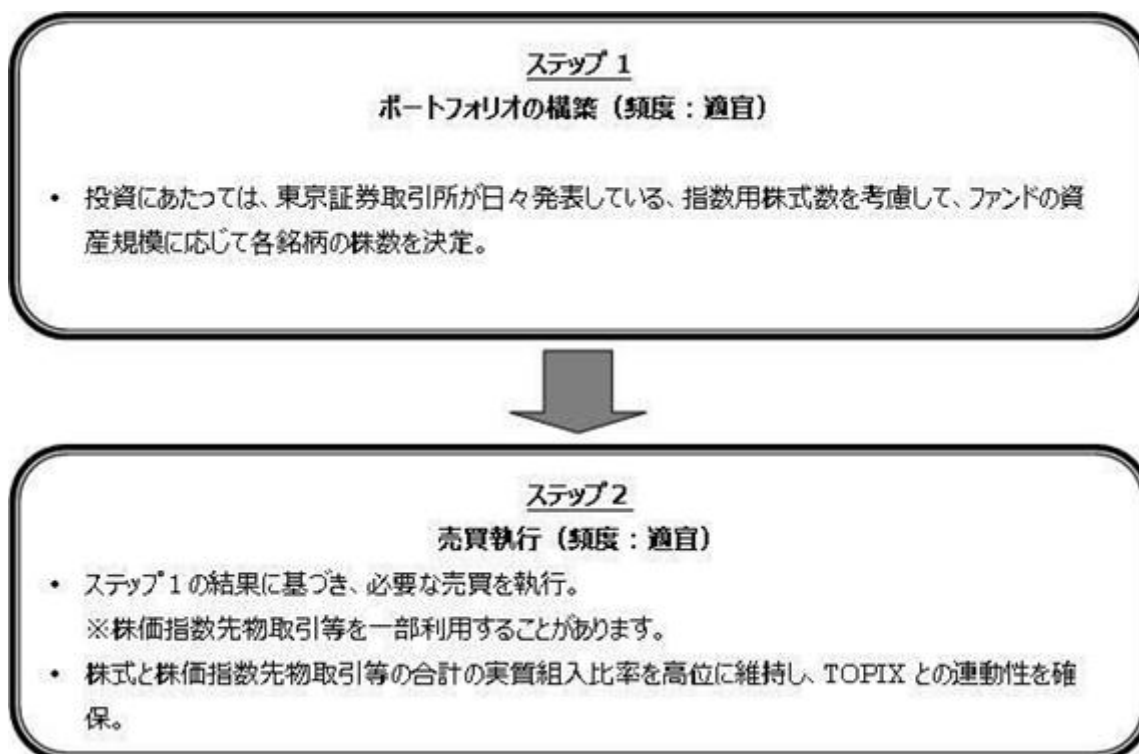 ステップ 1
ポートフォリオの構築（頻度：適宜）
• 投資にあたっては、東京証券取引所が日々発表している、指数用株式数を考慮して、ファンドの資
産規模に応じて各銘柄の株数を決定。
ステップ 2
売買執行（頻度：適宜）
• ステップ 1 の結果に基づき、必要な売買を執行。
※株価指数先物取引等を一部利用することがあります。
• 株式と株価指数先物取引等の合計の実質組入比率を高位に維持し、TOPIX との連動性を確
保。